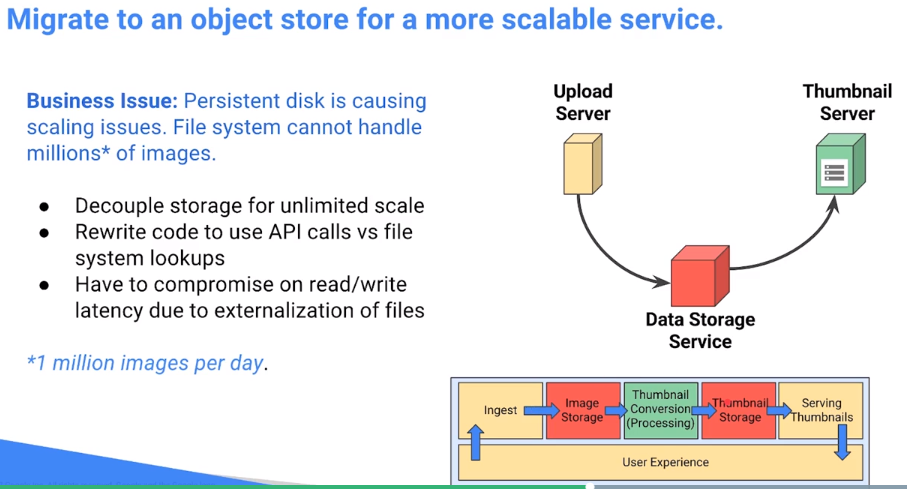 Migrate to an object store for a more scalable service.
Business Issue: Persistent disk is causing
scaling issues. File system cannot handle
millions* of images.
● Decouple storage for unlimited scale
● Rewrite code to use API calls vs file
system lookups
● Have to compromise on read/write
latency due to externalization of files
*1 million images per day.
Upload
Server
Thumbnail
Server
Data Storage
Service
Ingest
Image
Storage
Thumbnail
Conversion
(Processing)
Thumbnail
Storage
Serving
Thumbnails
User Experience